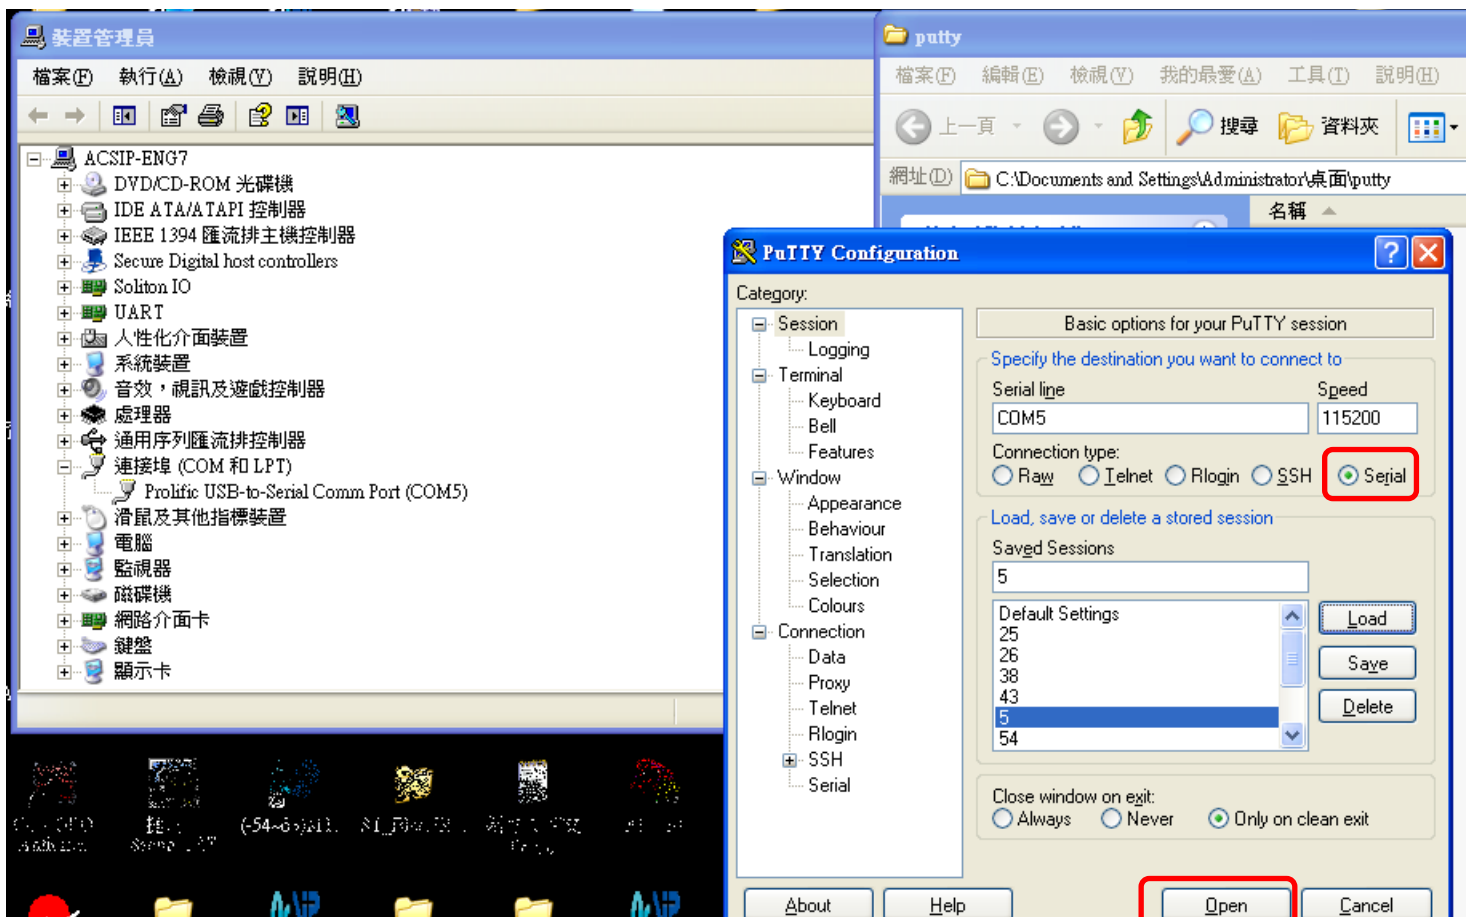 裝置管理員
檔案(F) 執行(A) 檢視(V) 說明(H)
ACSIP-ENG7
DVD/CD-ROM 光碟機
IDE ATA/ATAPI 控制器
IEEE 1394 匯流排主機控制器
Secure Digital host controllers
Soliton IO
UART
人性化介面裝置
系統裝置
音效，視訊及遊戲控制器
處理器
通用序列匯流排控制器
連接埠 (COM 和 LPT)
Prolific USB-to-Serial Comm Port (COM5)
滑鼠及其他指標裝置
電腦
監視器
磁碟機
網路介面卡
鍵盤
顯示卡
putty
檔案(F) 編輯(E) 檢視(V) 我的最愛(A) 工具(T) 說明(H)
上一頁 搜尋 資料夾
網址(D) C:\Documents and Settings\Administrator\桌面\putty
名稱
PuTTY Configuration
Category:
Session
Logging
Terminal
Keyboard
Bell
Features
Window
Appearance
Behaviour
Translation
Selection
Colours
Connection
Data
Proxy
Telnet
Rlogin
SSH
Serial
Basic options for your PuTTY session
Specify the destination you want to connect to
Serial line Speed
COM5 115200
Connection type:
Raw Telnet Rlogin SSH Serial
Load, save or delete a stored session
Saved Sessions
5
Default Settings
25
26
38
43
5
54
Load
Save
Delete
Close window on exit:
Always Never Only on clean exit
About Help Open Cancel